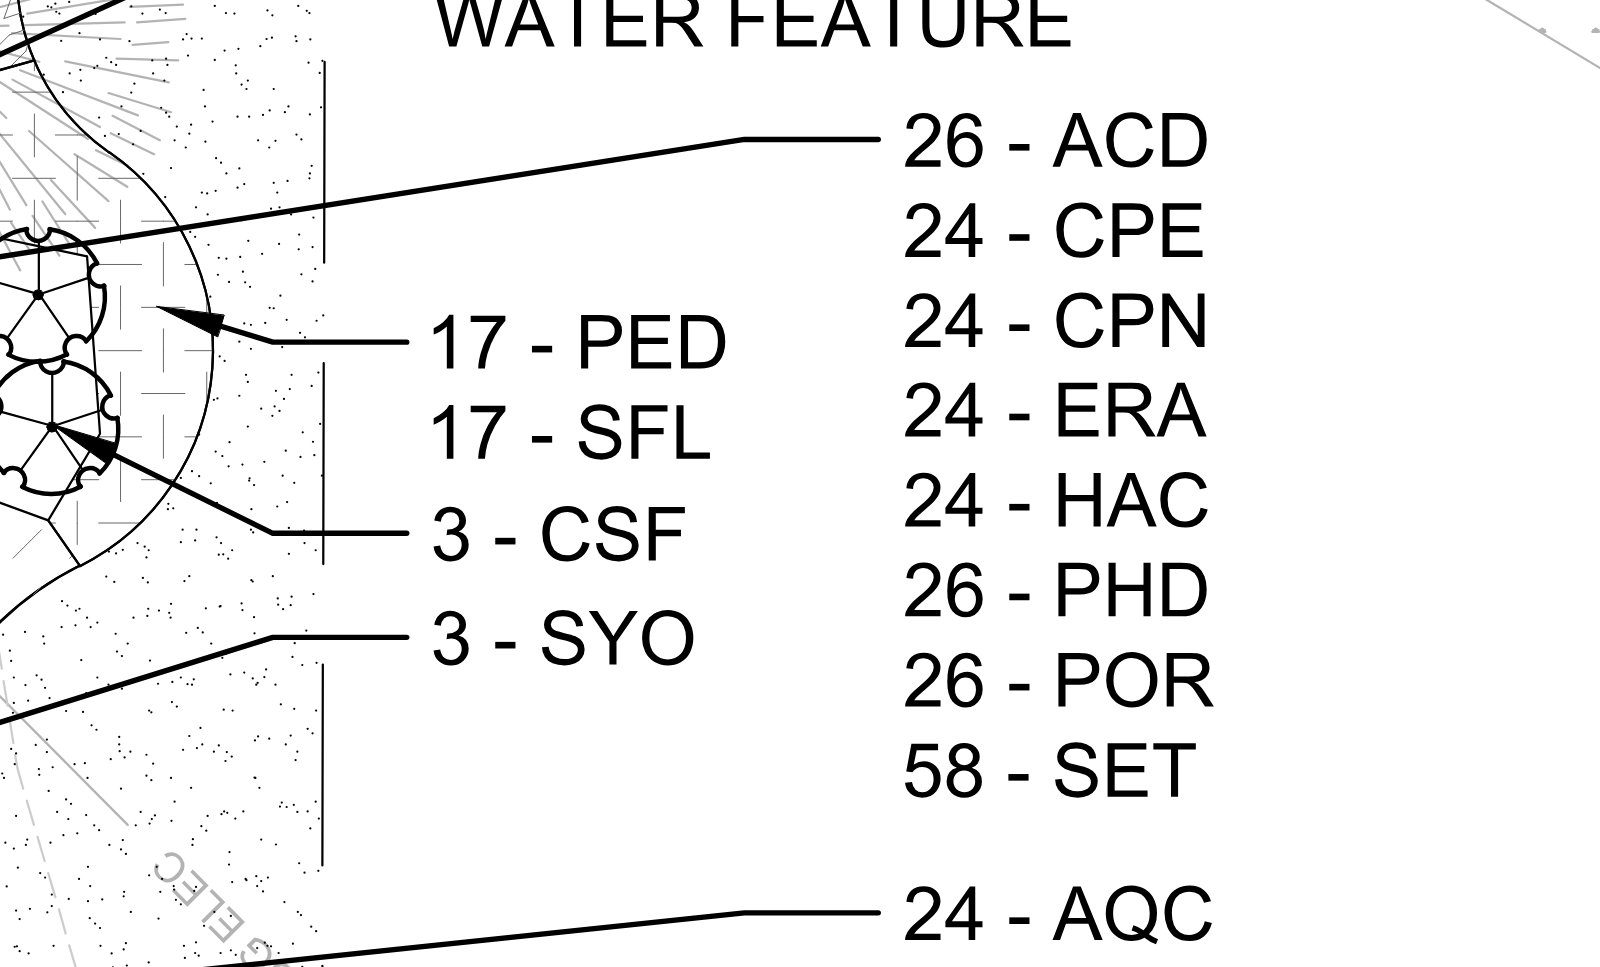 WATER FEATURE
17 - PED
17 - SFL
3 - CSF
3 - SYO
26 - ACD
24 - CPE
24 - CPN
24 - ERA
24 - HAC
26 - PHD
26 - POR
58 - SET
24 - AQC
G ELEC